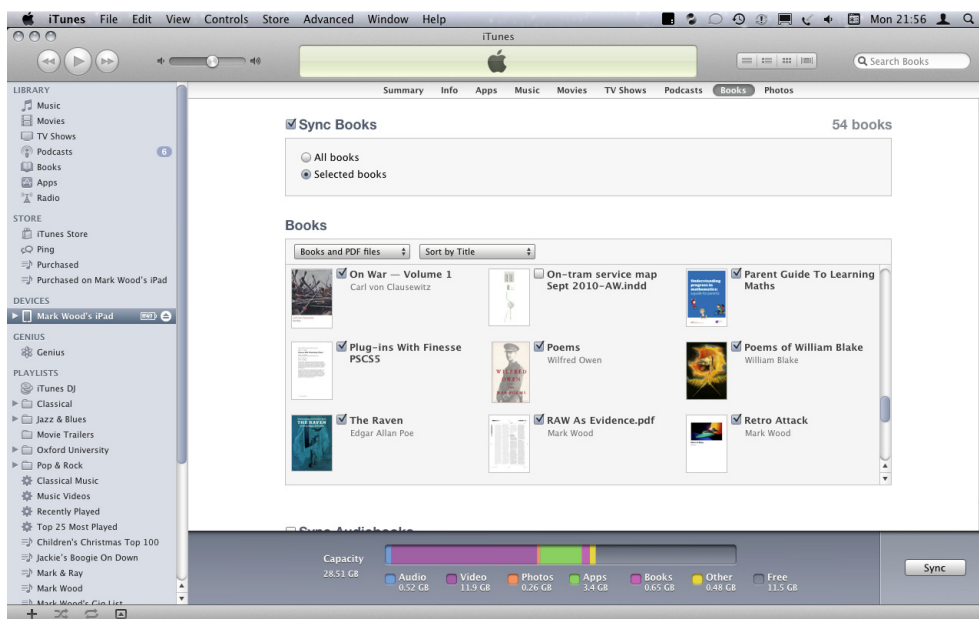 iTunes File Edit View Controls Store Advanced Window Help
Mon 21:56
iTunes
Search Books
LIBRARY
Music
Movies
TV Shows
Podcasts 6
Books
Apps
Radio
STORE
iTunes Store
Ping
Purchased
Purchased on Mark Wood's iPad
DEVICES
Mark Wood's iPad
GENIUS
Genius
PLAYLISTS
iTunes DJ
Classical
Jazz & Blues
Movie Trailers
Oxford University
Pop & Rock
Classical Music
Music Videos
Recently Played
Top 25 Most Played
Children's Christmas Top 100
Jackie's Boogie On Down
Mark & Ray
Mark Wood
Mark Wood's Gig List
Summary Info Apps Music Movies TV Shows Podcasts Books Photos
Sync Books 54 books
All books
Selected books
Books
Books and PDF files Sort by Title
On War — Volume 1
Carl von Clausewitz
On-tram service map
Sept 2010-AW.indd
Parent Guide To Learning
Maths
Plug-ins With Finesse
PSCS5
Poems
Wilfred Owen
Poems of William Blake
William Blake
The Raven
Edgar Allan Poe
RAW As Evidence.pdf
Mark Wood
Retro Attack
Mark Wood
Sync Audiobooks
Capacity
28.51 GB
Audio
0.52 GB
Video
11.9 GB
Photos
0.26 GB
Apps
3.4 GB
Books
0.65 GB
Other
0.48 GB
Free
11.5 GB
Sync